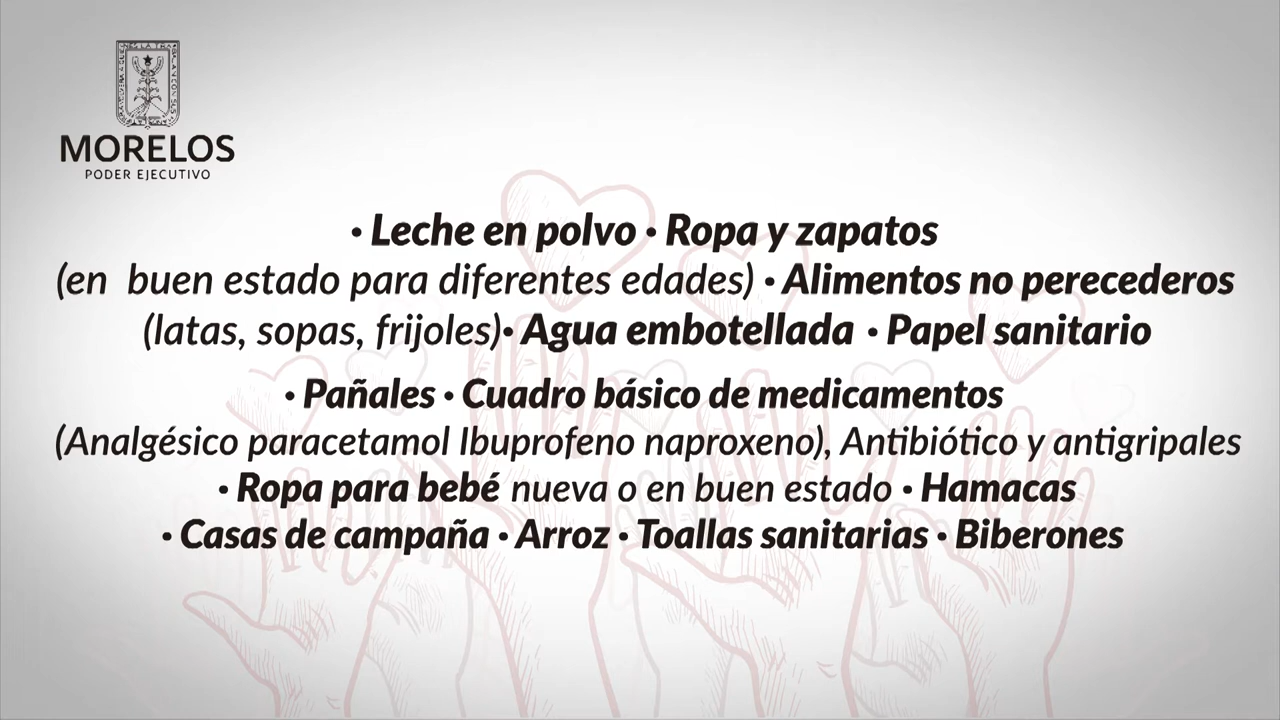 MORELOS
PODER EJECUTIVO
• Leche en polvo • Ropa y zapatos
(en buen estado para diferentes edades) • Alimentos no perecederos
(latas, sopas, frijoles)• Agua embotellada • Papel sanitario
• Pañales • Cuadro básico de medicamentos
(Analgésico paracetamol Ibuprofeno naproxeno), Antibiótico y antigripales
• Ropa para bebé nueva o en buen estado • Hamacas
• Casas de campaña • Arroz • Toallas sanitarias • Biberones